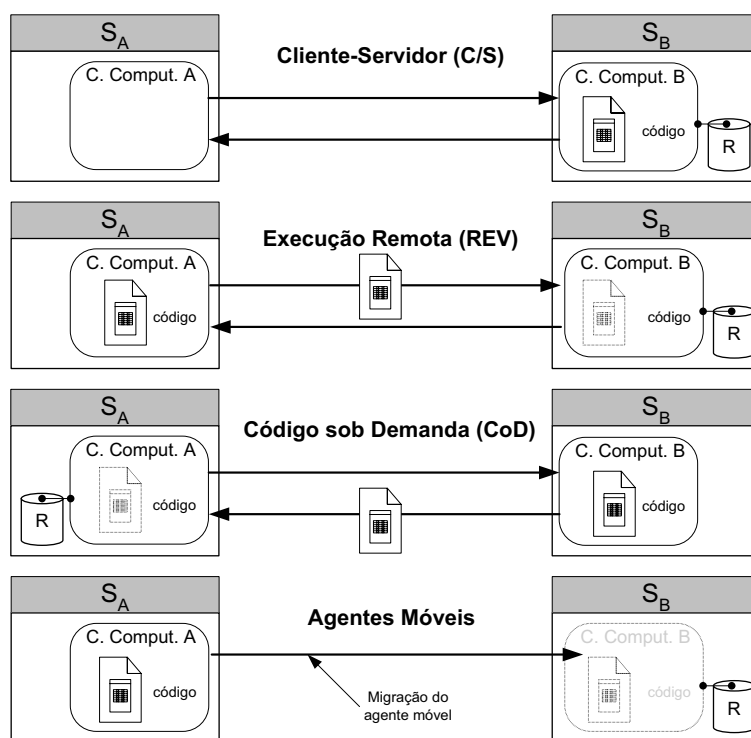 S_A
S_B
Cliente-Servidor (C/S)
C. Comput. A
C. Comput. B
código
R
S_A
S_B
Execução Remota (REV)
C. Comput. A
C. Comput. B
código
código
R
S_A
S_B
Código sob Demanda (CoD)
C. Comput. A
C. Comput. B
R
código
código
S_A
S_B
Agentes Móveis
C. Comput. A
C. Comput. B
código
código
Migração do
agente móvel
R